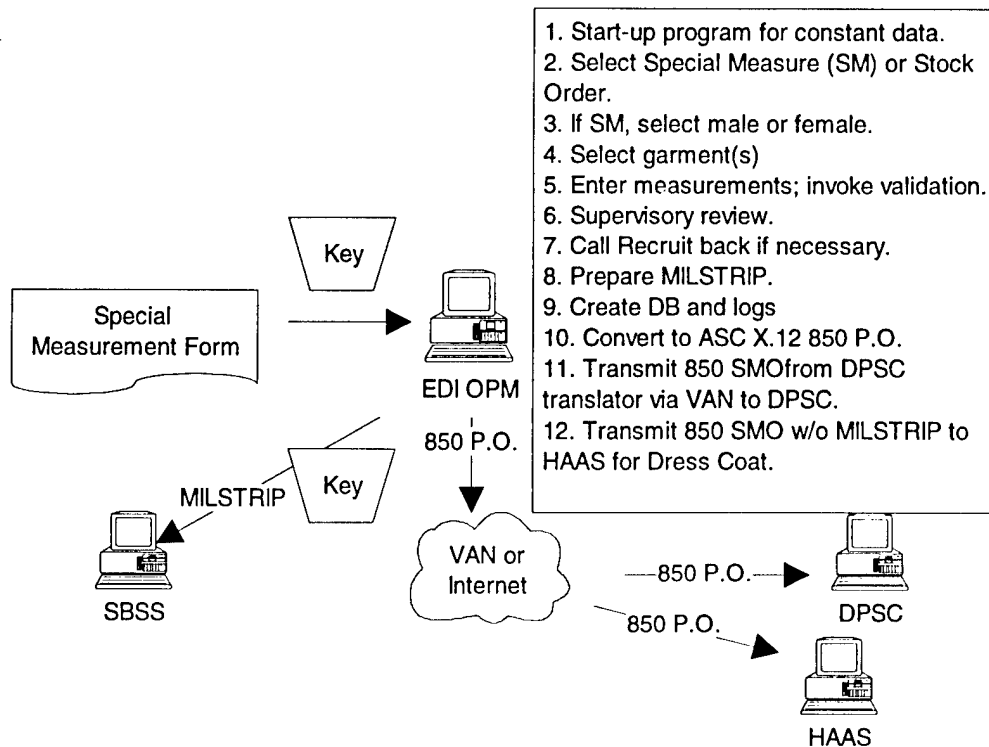 1. Start-up program for constant data.
2. Select Special Measure (SM) or Stock
Order.
3. If SM, select male or female.
4. Select garment(s)
5. Enter measurements; invoke validation.
6. Supervisory review.
7. Call Recruit back if necessary.
8. Prepare MILSTRIP.
9. Create DB and logs
10. Convert to ASC X.12 850 P.O.
11. Transmit 850 SMOfrom DPSC
translator via VAN to DPSC.
12. Transmit 850 SMO w/o MILSTRIP to
HAAS for Dress Coat.
Key
Special
Measurement Form
EDI OPM
850 P.O.
Key
MILSTRIP
SBSS
VAN or
Internet
850 P.O.
DPSC
850 P.O.
HAAS